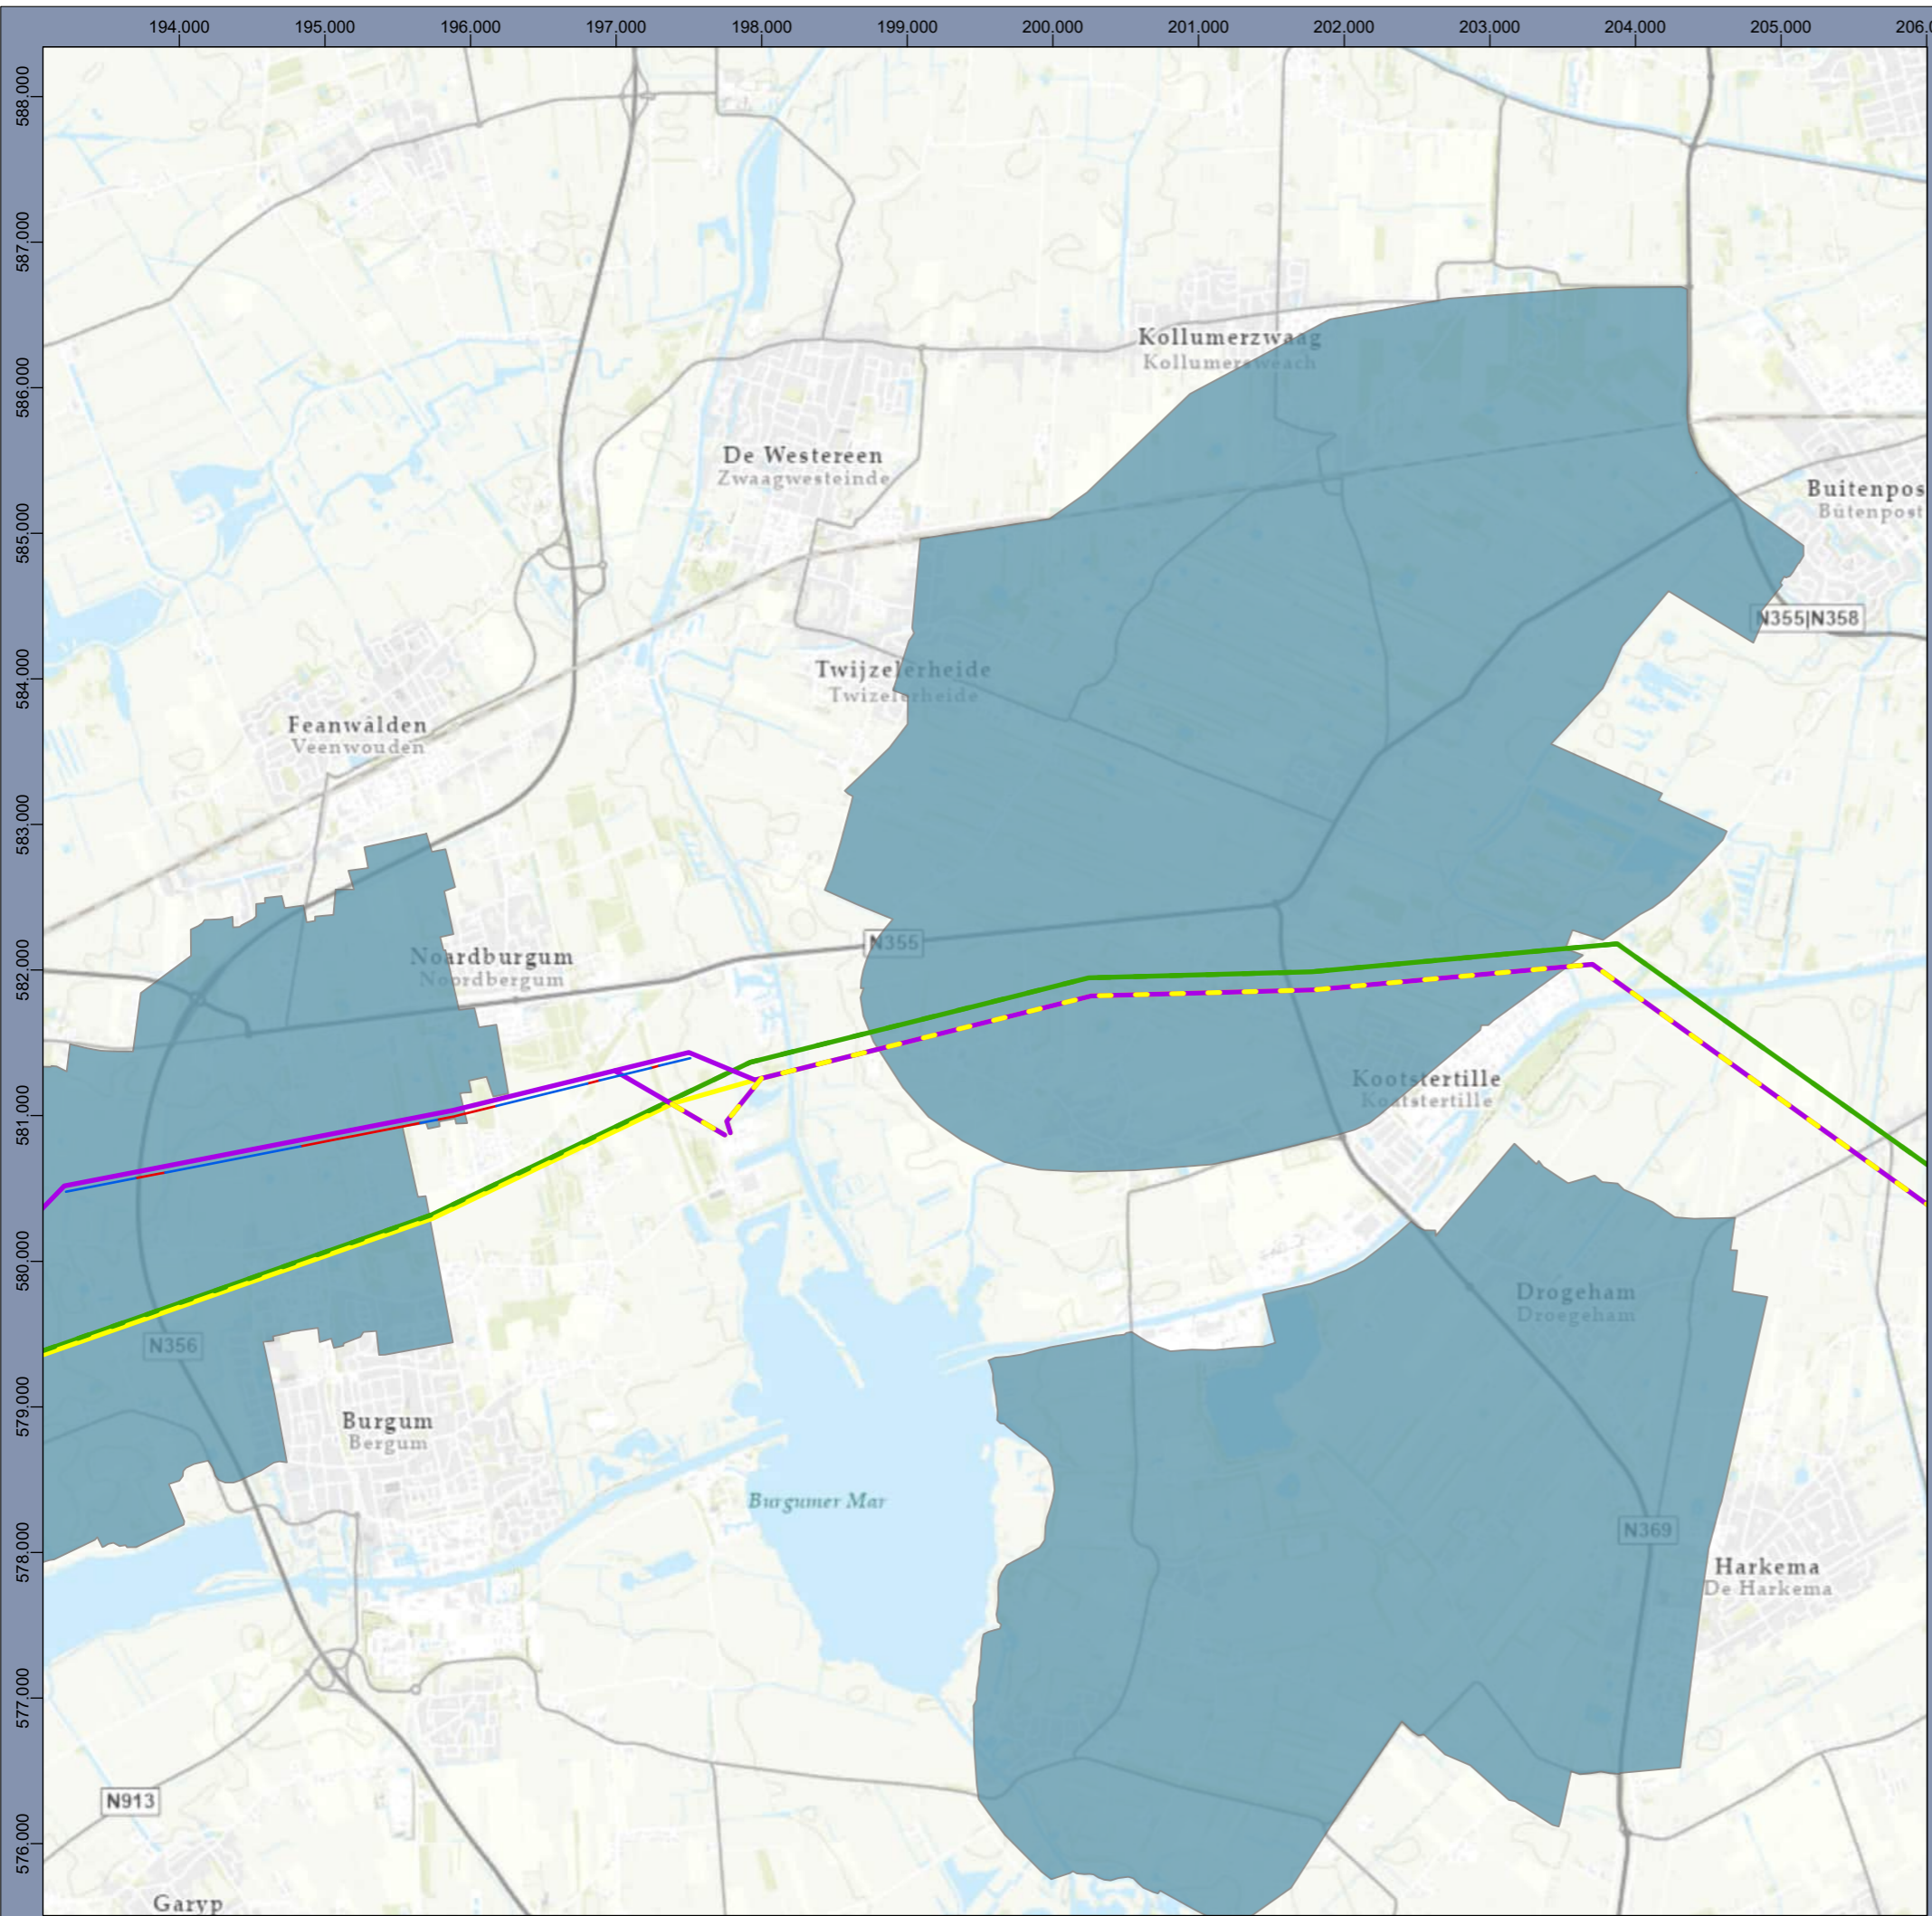 194.000 195.000 196.000 197.000 198.000 199.000 200.000 201.000 202.000 203.000 204.000 205.000
588.000
587.000
Kollumerzwaag
Kollumersweach
586.000
De Westereen
Zwaagwesteinde
Buitenpos
Bûtenpost
585.000
N355|N358
584.000
Twijzelerheide
Twizelerheide
Feanwâlden
Veenwouden
583.000
N355
Noardburgum
Noordbergum
582.000
Kootstertille
Koatstertille
581.000
580.000
Drogeham
Droegeham
N356
579.000
Burgum
Bergum
Burgumer Mar
N369
578.000
Harkema
De Harkema
577.000
N913
576.000
Garyp